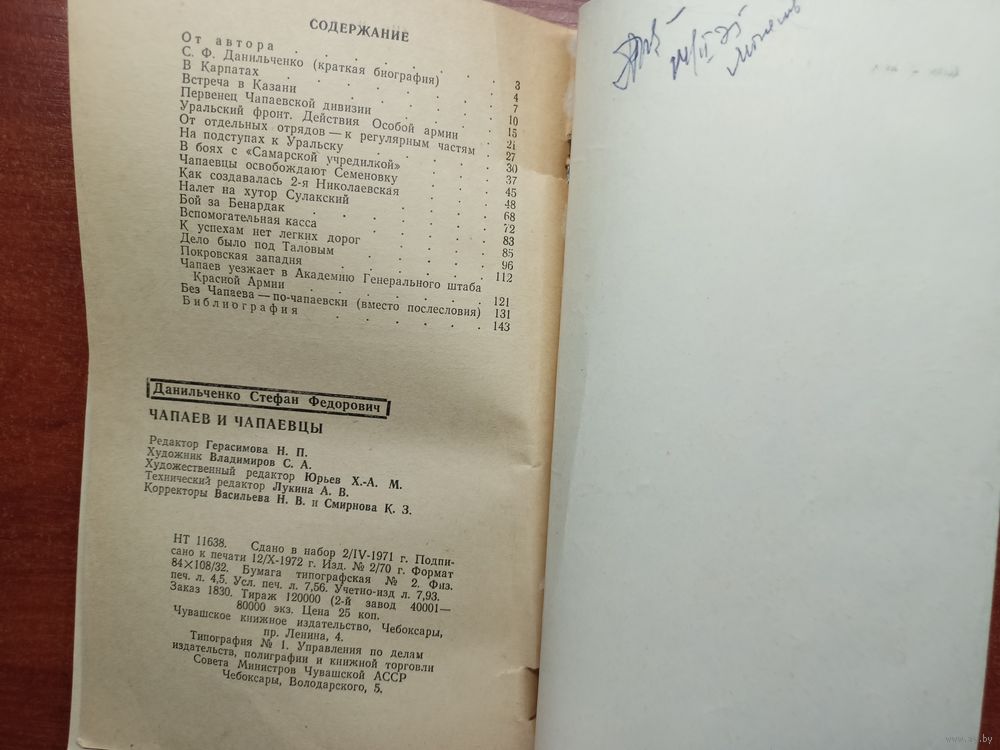 СОДЕРЖАНИЕ
От автора . . . . . . . 3
С. Ф. Данильченко (краткая биография) . . . 4
В Карпатах . . . . . . . 7
Встреча в Казани . . . . . . 10
Первенец Чапаевской дивизии . . . . 15
Уральский фронт. Действия Особой армии . . 21
От отдельных отрядов — к регулярным частям . 27
На подступах к Уральску . . . . . 30
В боях с «Самарской учредилкой» . . . 37
Чапаевцы освобождают Семеновку . . . 45
Как создавалась 2-я Николаевская . . . 48
Налет на хутор Сулакский . . . . 68
Бой за Бенардак . . . . . . 72
Вспомогательная касса . . . . . 83
К успехам нет легких дорог . . . . 85
Дело было под Таловым . . . . . 96
Покровская западня . . . . . . 112
Чапаев уезжает в Академию Генерального штаба
Красной Армии . . . . . . 121
Без Чапаева — по-чапаевски (вместо послесловия) 131
Библиография . . . . . . 143
Данильченко Стефан Федорович
ЧАПАЕВ И ЧАПАЕВЦЫ
Редактор Герасимова Н. П.
Художник Владимиров С. А.
Художественный редактор Юрьев Х.-А. М.
Технический редактор Лукина А. В.
Корректоры Васильева Н. В. и Смирнова К. З.
НТ 11638. Сдано в набор 2/IV-1971 г. Подпи-
сано к печати 12/X-1972 г. Изд. № 2/70 г. Формат
84×108/32. Бумага типографская № 2. Физ.
печ. л. 4,5. Усл. печ. л. 7,56. Учетно-изд л. 7,93.
Заказ 1830. Тираж 120000 (2-й завод 40001—
80000 экз. Цена 25 коп.
Чувашское книжное издательство, Чебоксары,
пр. Ленина, 4.
Типография № 1. Управления по делам
издательств, полиграфии и книжной торговли
Совета Министров Чувашской АССР
Чебоксары, Володарского, 5.